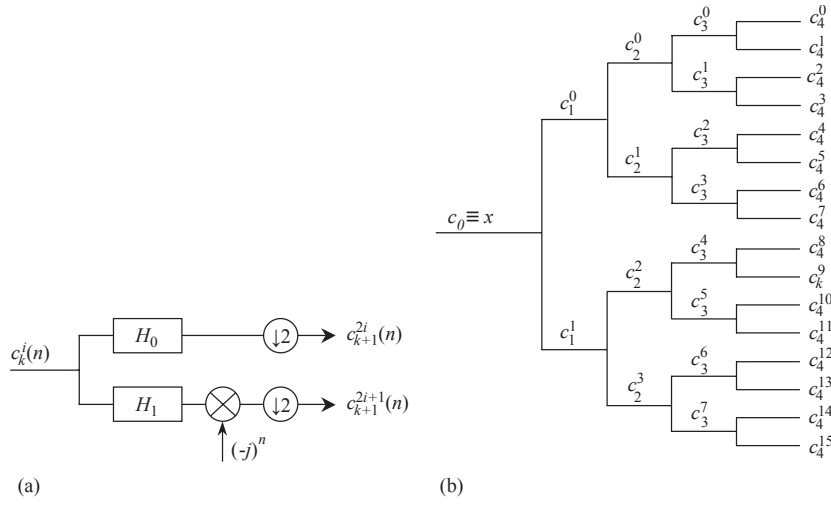 c_k^i(n)
H_0
↓2
c_{k+1}^{2i}(n)
H_1
↓2
c_{k+1}^{2i+1}(n)
(-j)^n
(a)
c_0 ≡ x
c_1^0
c_1^1
c_2^0
c_2^1
c_2^2
c_2^3
c_3^0
c_3^1
c_3^2
c_3^3
c_3^4
c_3^5
c_3^6
c_3^7
c_4^0
c_4^1
c_4^2
c_4^3
c_4^4
c_4^5
c_4^6
c_4^7
c_4^8
c_k^9
c_4^10
c_4^11
c_4^12
c_4^13
c_4^14
c_4^15
(b)